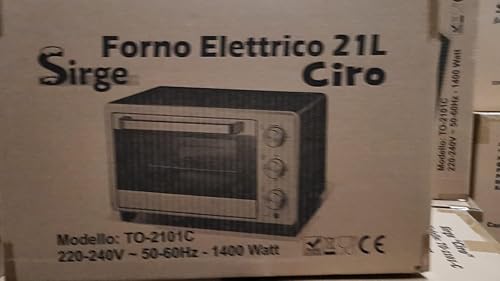 Forno Elettrico 21L
Sirge
Ciro
Modello: TO-2101C
220-240V ~ 50-60Hz - 1400 Watt
CE
Modello: TO-2101C
220-240V ~ 50-60Hz - 1400 Watt